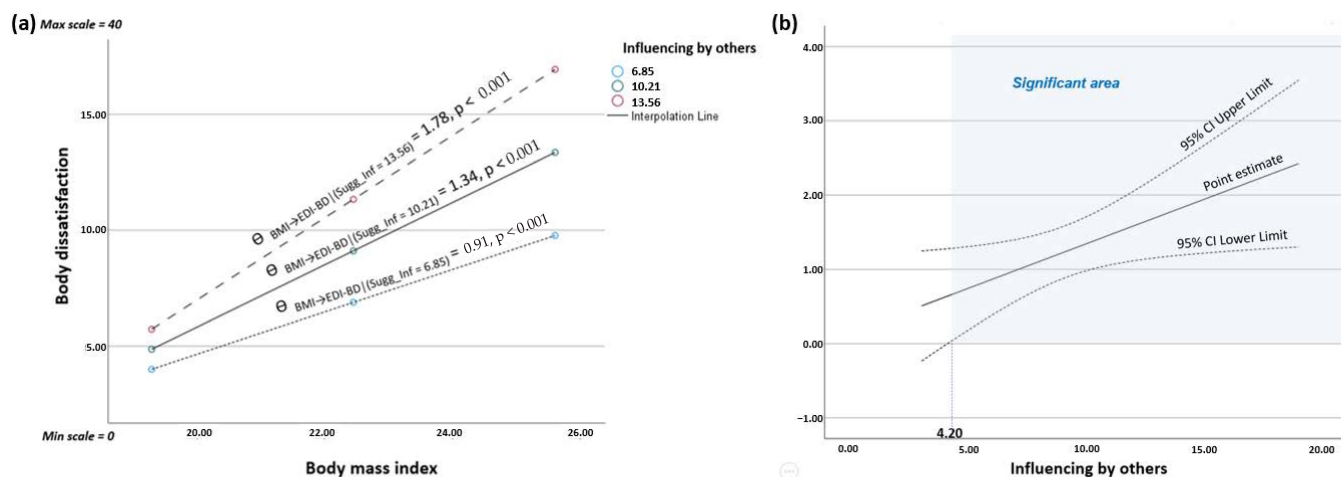 (a)
Max scale = 40
Body dissatisfaction
15.00
10.00
5.00
Min scale = 0
20.00 22.00 24.00 26.00
Body mass index
Θ BMI→EDI-BD|(Sugg_Inf = 13.56) = 1.78, p < 0.001
Θ BMI→EDI-BD|(Sugg_Inf = 10.21) = 1.34, p < 0.001
Θ BMI→EDI-BD|(Sugg_Inf = 6.85) = 0.91, p < 0.001
Influencing by others
6.85
10.21
13.56
Interpolation Line
(b)
4.00
3.00
2.00
1.00
0.00
−1.00
Significant area
95% CI Upper Limit
Point estimate
95% CI Lower Limit
4.20
0.00 5.00 10.00 15.00 20.00
Influencing by others